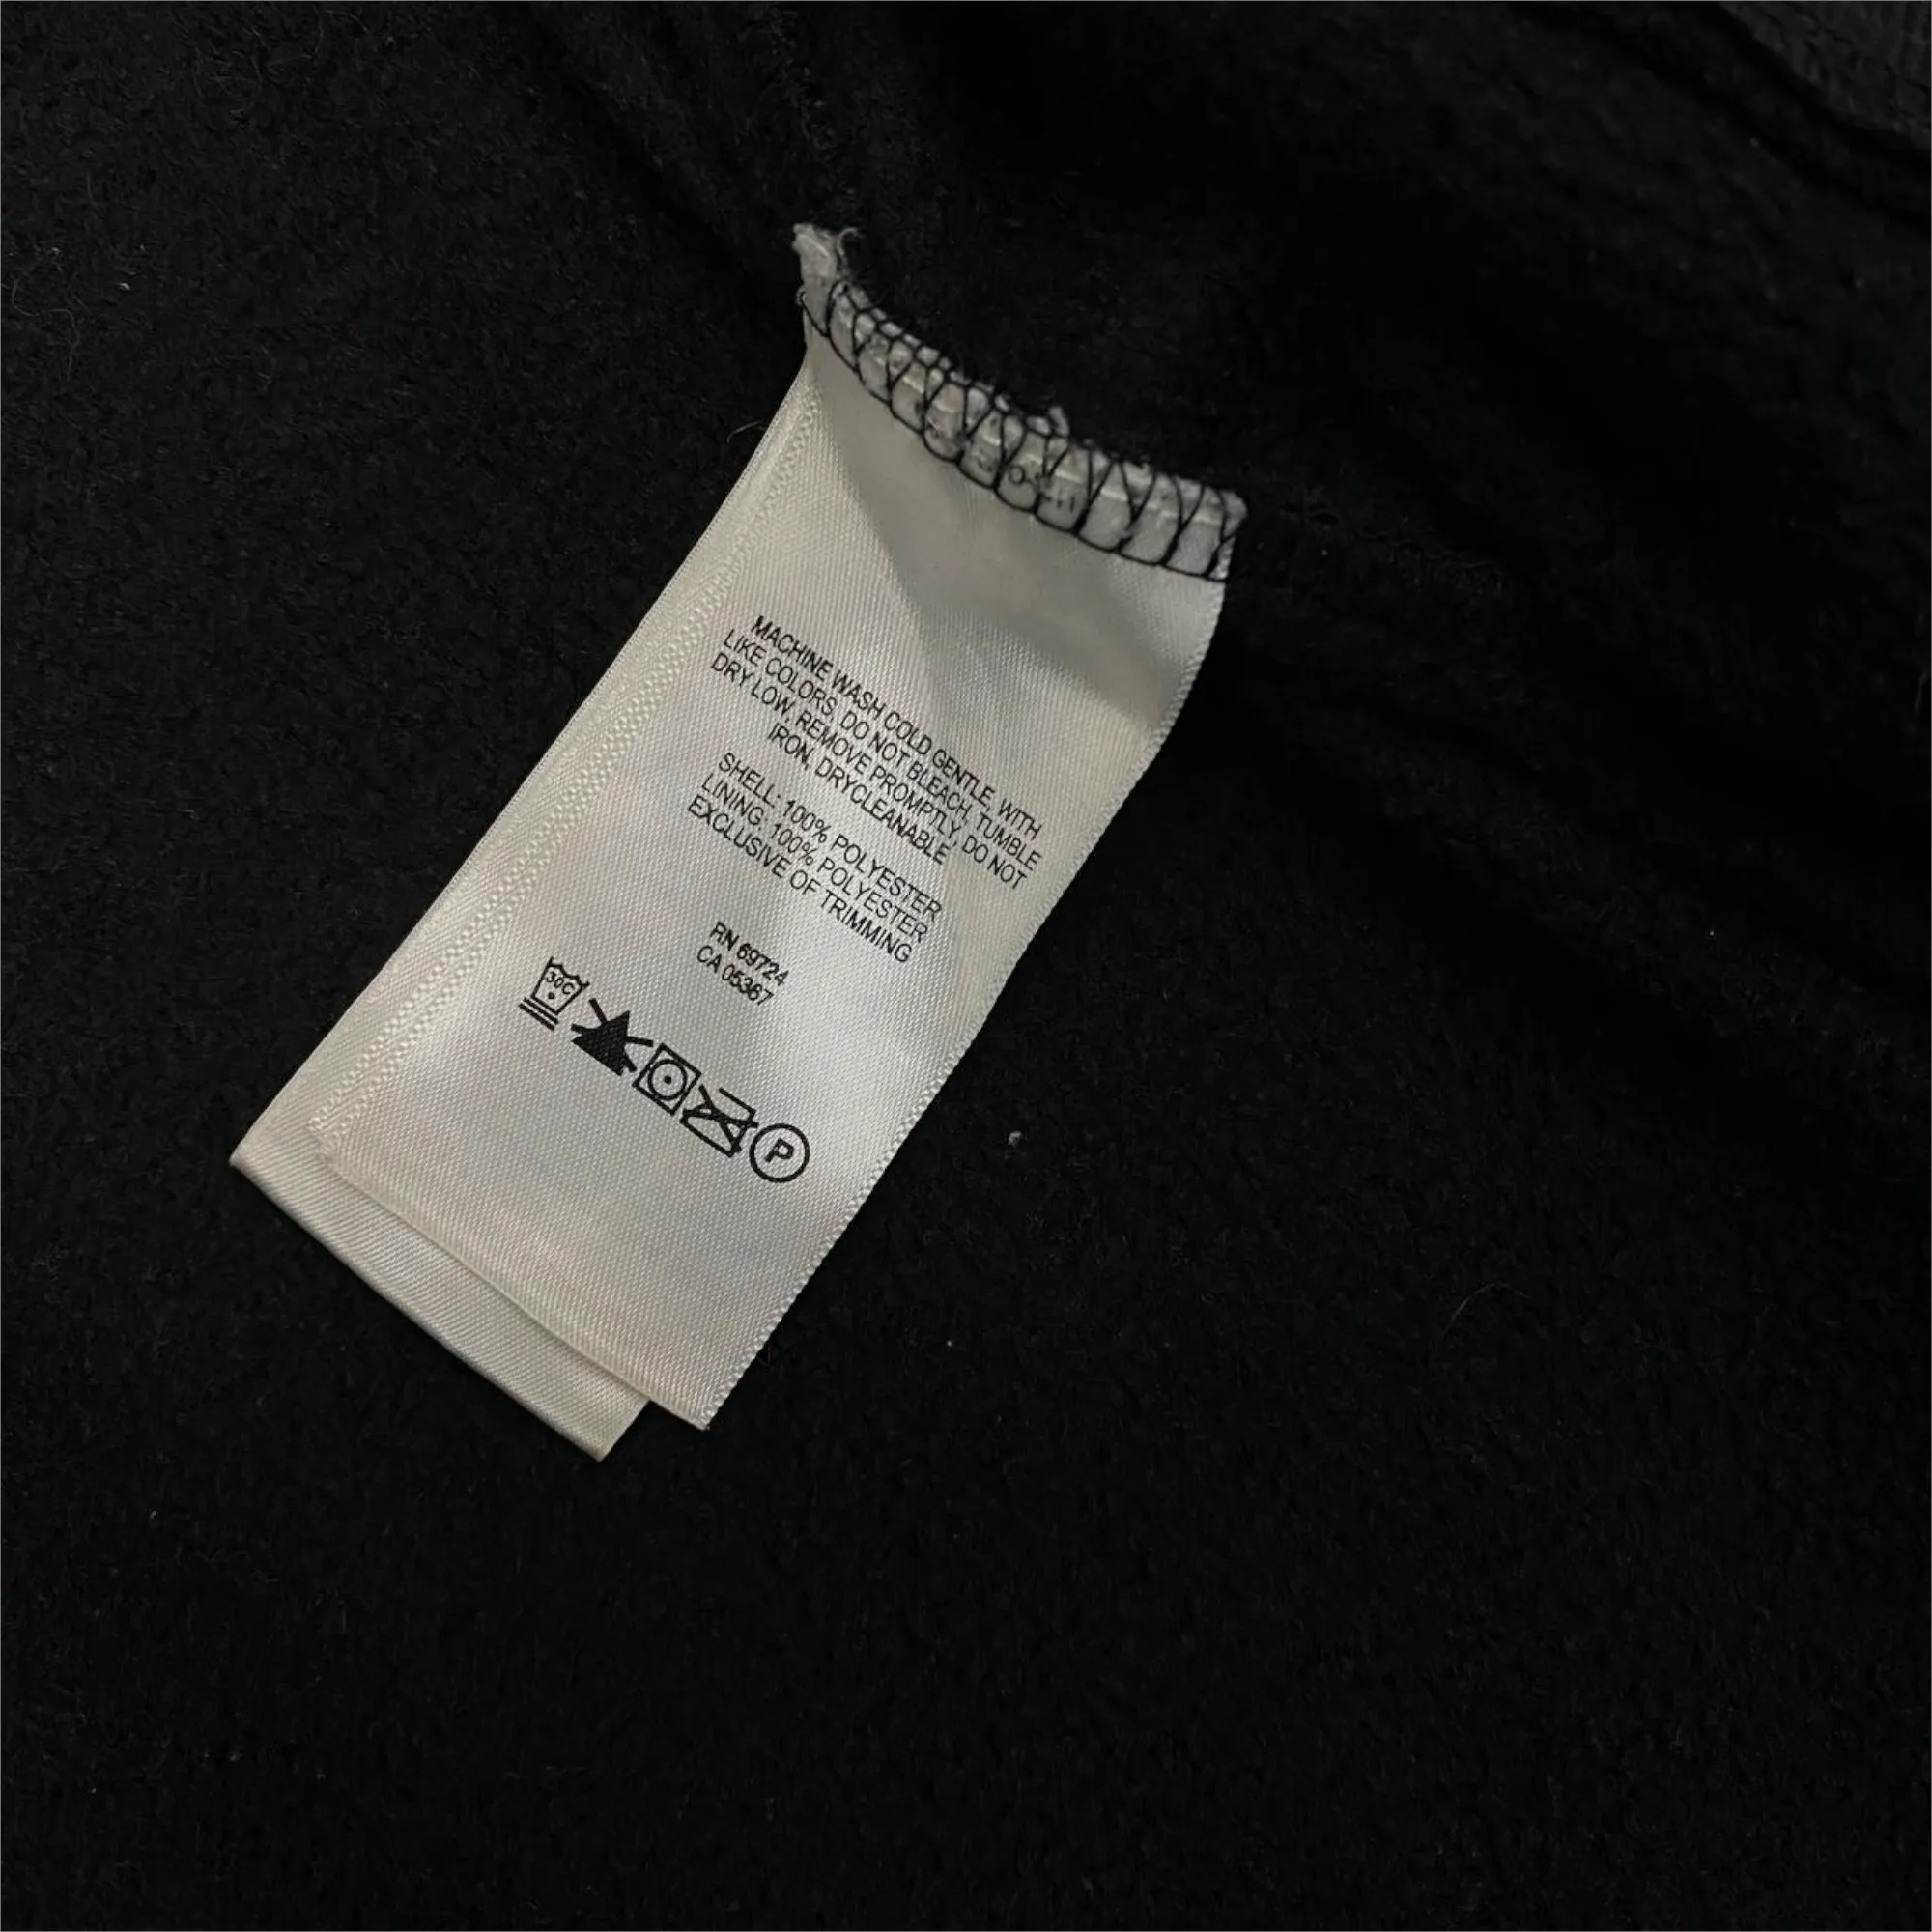 MACHINE WASH COLD GENTLE, WITH
LIKE COLORS, DO NOT BLEACH, TUMBLE
DRY LOW, REMOVE PROMPTLY, DO NOT
IRON, DRYCLEANABLE
SHELL: 100% POLYESTER
LINING: 100% POLYESTER
EXCLUSIVE OF TRIMMING
RN 69724
CA 05367
30C
P